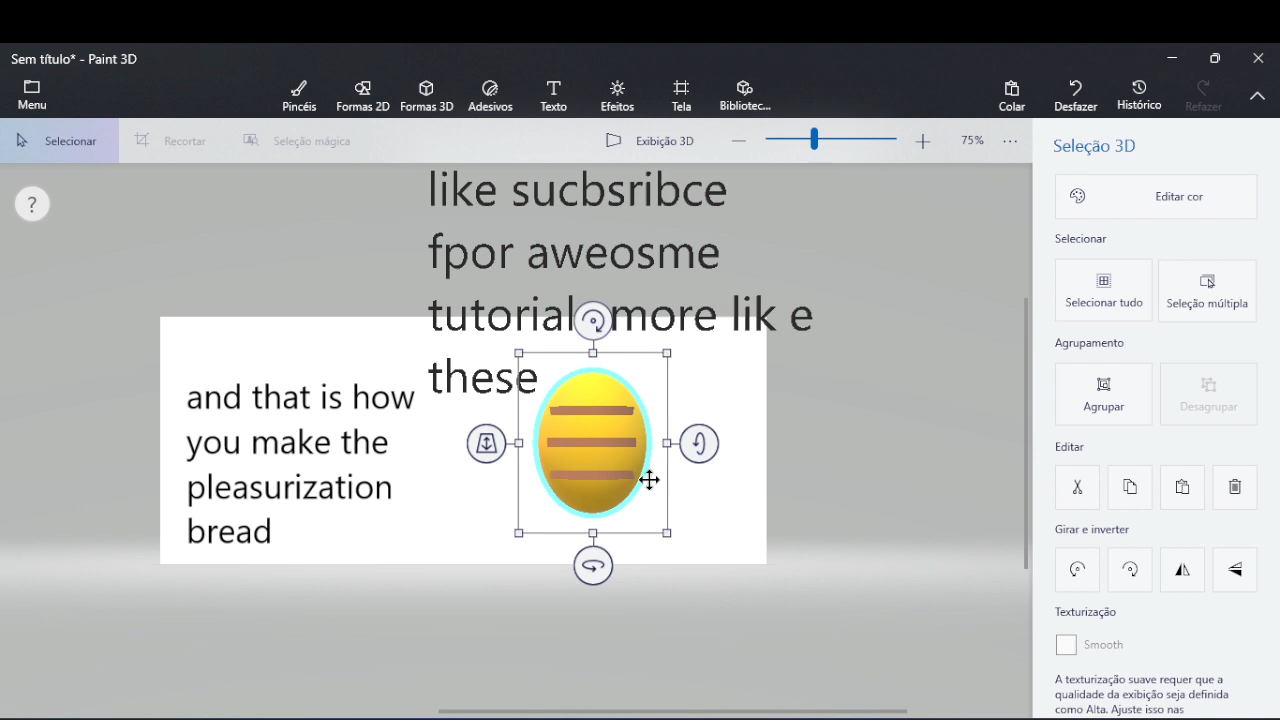 Sem título* - Paint 3D
Menu
Pincéis
Formas 2D
Formas 3D
Adesivos
Texto
Efeitos
Tela
Bibliotec...
Colar
Desfazer
Histórico
Refazer
Selecionar
Recortar
Seleção mágica
Exibição 3D
75%
?
like sucbsribce
fpor aweosme
tutorial more lik e
these
and that is how
you make the
pleasurization
bread
Seleção 3D
Editar cor
Selecionar
Selecionar tudo
Seleção múltipla
Agrupamento
Agrupar
Desagrupar
Editar
Girar e inverter
Texturização
Smooth
A texturização suave requer que a
qualidade da exibição seja definida
como Alta. Ajuste isso nas